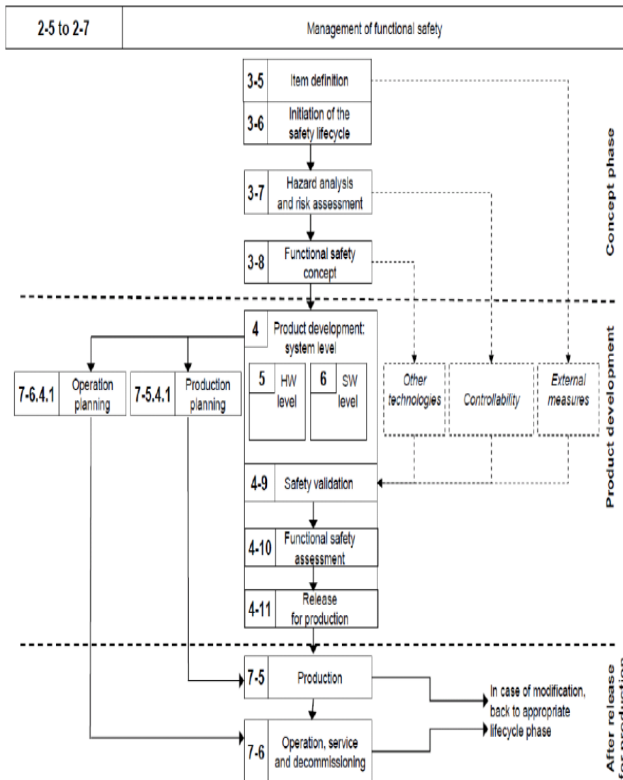 2-5 to 2-7
Management of functional safety
3-5
Item definition
3-6
Initiation of the
safety lifecycle
3-7
Hazard analysis
and risk assessment
3-8
Functional safety
concept
Concept phase
4
Product development:
system level
5
HW
level
6
SW
level
7-6.4.1
Operation
planning
7-5.4.1
Production
planning
Other
technologies
Controllability
External
measures
4-9
Safety validation
4-10
Functional safety
assessment
4-11
Release
for production
Product development
7-5
Production
7-6
Operation, service
and decommissioning
In case of modification,
back to appropriate
lifecycle phase
After release
for production